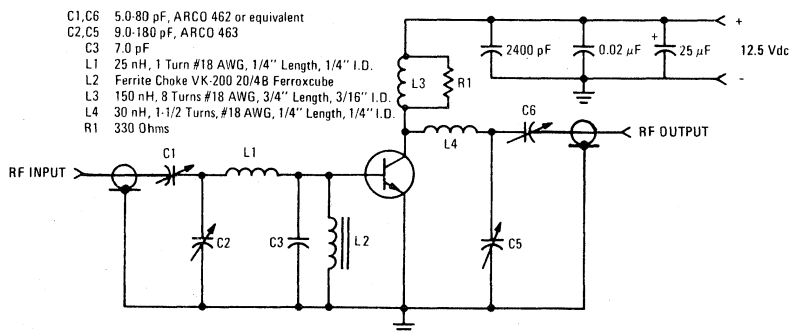 C1,C6 5.0-80 pF, ARCO 462 or equivalent
C2,C5 9.0-180 pF, ARCO 463
C3 7.0 pF
L1 25 nH, 1 Turn #18 AWG, 1/4" Length, 1/4" I.D.
L2 Ferrite Choke VK-200 20/4B Ferroxcube
L3 150 nH, 8 Turns #18 AWG, 3/4" Length, 3/16" I.D.
L4 30 nH, 1-1/2 Turns, #18 AWG, 1/4" Length, 1/4" I.D.
R1 330 Ohms
+
2400 pF
0.02 μF
+
25 μF
12.5 Vdc
-
L3
R1
C6
RF OUTPUT
L4
C1
L1
RF INPUT
C2
C3
L2
C5